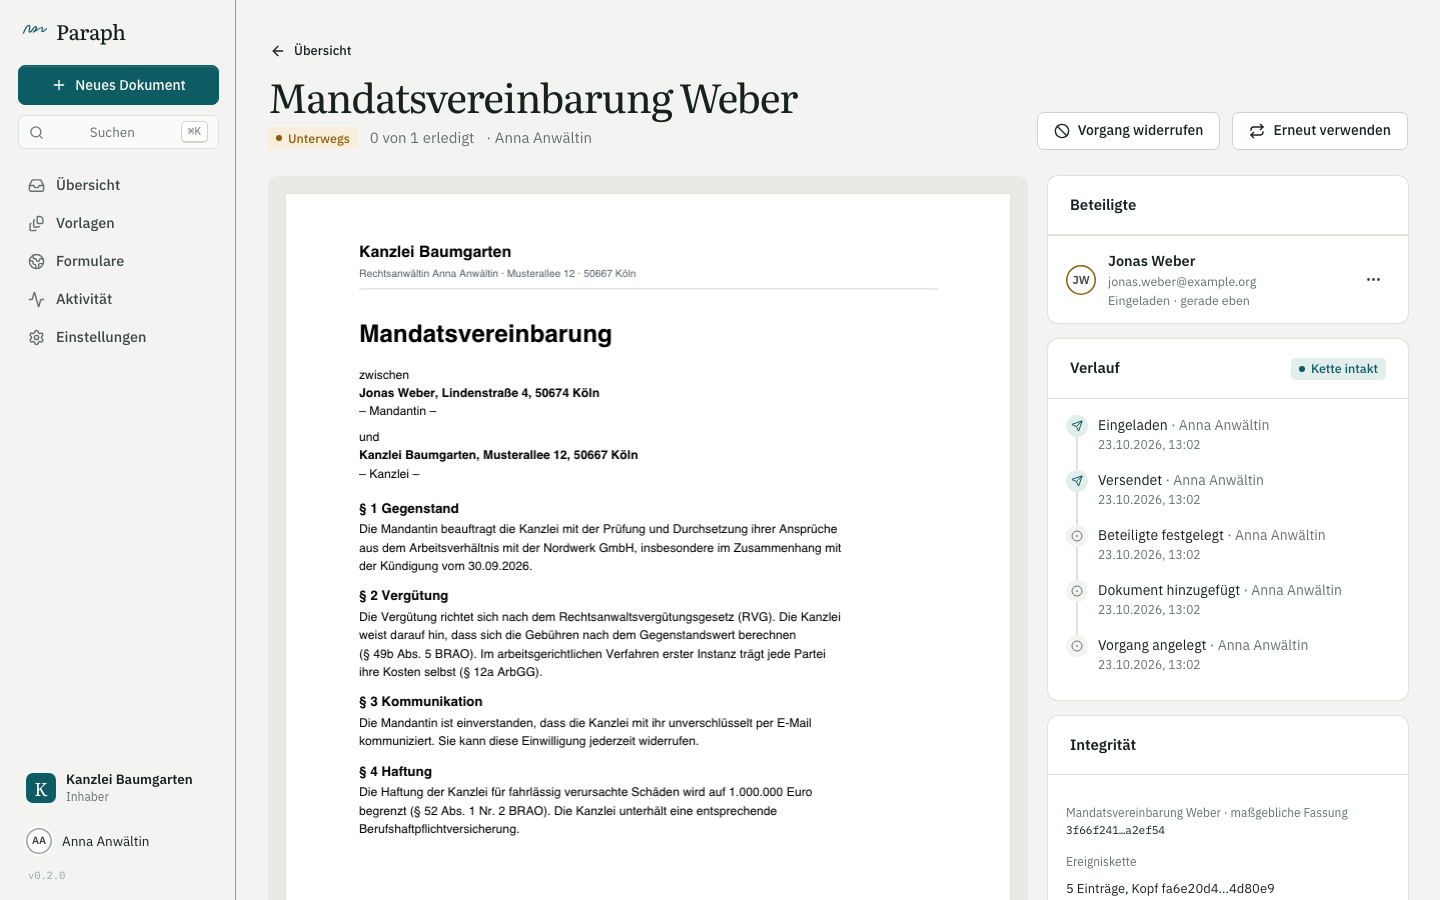 Paraph
Neues Dokument
Suchen ⌘K
Übersicht
Vorlagen
Formulare
Aktivität
Einstellungen
K
Kanzlei Baumgarten
Inhaber
AA
Anna Anwältin
v0.2.0
Übersicht
Mandatsvereinbarung Weber
Unterwegs 0 von 1 erledigt · Anna Anwältin
Vorgang widerrufen
Erneut verwenden
Kanzlei Baumgarten
Rechtsanwältin Anna Anwältin · Musterallee 12 · 50667 Köln
Mandatsvereinbarung
zwischen
Jonas Weber, Lindenstraße 4, 50674 Köln
– Mandantin –
und
Kanzlei Baumgarten, Musterallee 12, 50667 Köln
– Kanzlei –
§ 1 Gegenstand
Die Mandantin beauftragt die Kanzlei mit der Prüfung und Durchsetzung ihrer Ansprüche
aus dem Arbeitsverhältnis mit der Nordwerk GmbH, insbesondere im Zusammenhang mit
der Kündigung vom 30.09.2026.
§ 2 Vergütung
Die Vergütung richtet sich nach dem Rechtsanwaltsvergütungsgesetz (RVG). Die Kanzlei
weist darauf hin, dass sich die Gebühren nach dem Gegenstandswert berechnen
(§ 49b Abs. 5 BRAO). Im arbeitsgerichtlichen Verfahren erster Instanz trägt jede Partei
ihre Kosten selbst (§ 12a ArbGG).
§ 3 Kommunikation
Die Mandantin ist einverstanden, dass die Kanzlei mit ihr unverschlüsselt per E-Mail
kommuniziert. Sie kann diese Einwilligung jederzeit widerrufen.
§ 4 Haftung
Die Haftung der Kanzlei für fahrlässig verursachte Schäden wird auf 1.000.000 Euro
begrenzt (§ 52 Abs. 1 Nr. 2 BRAO). Die Kanzlei unterhält eine entsprechende
Berufshaftpflichtversicherung.
Beteiligte
JW
Jonas Weber
jonas.weber@example.org
Eingeladen · gerade eben
Verlauf
Kette intakt
Eingeladen · Anna Anwältin
23.10.2026, 13:02
Versendet · Anna Anwältin
23.10.2026, 13:02
Beteiligte festgelegt · Anna Anwältin
23.10.2026, 13:02
Dokument hinzugefügt · Anna Anwältin
23.10.2026, 13:02
Vorgang angelegt · Anna Anwältin
23.10.2026, 13:02
Integrität
Mandatsvereinbarung Weber · maßgebliche Fassung
3f66f241…a2ef54
Ereigniskette
5 Einträge, Kopf fa6e20d4…4d80e9